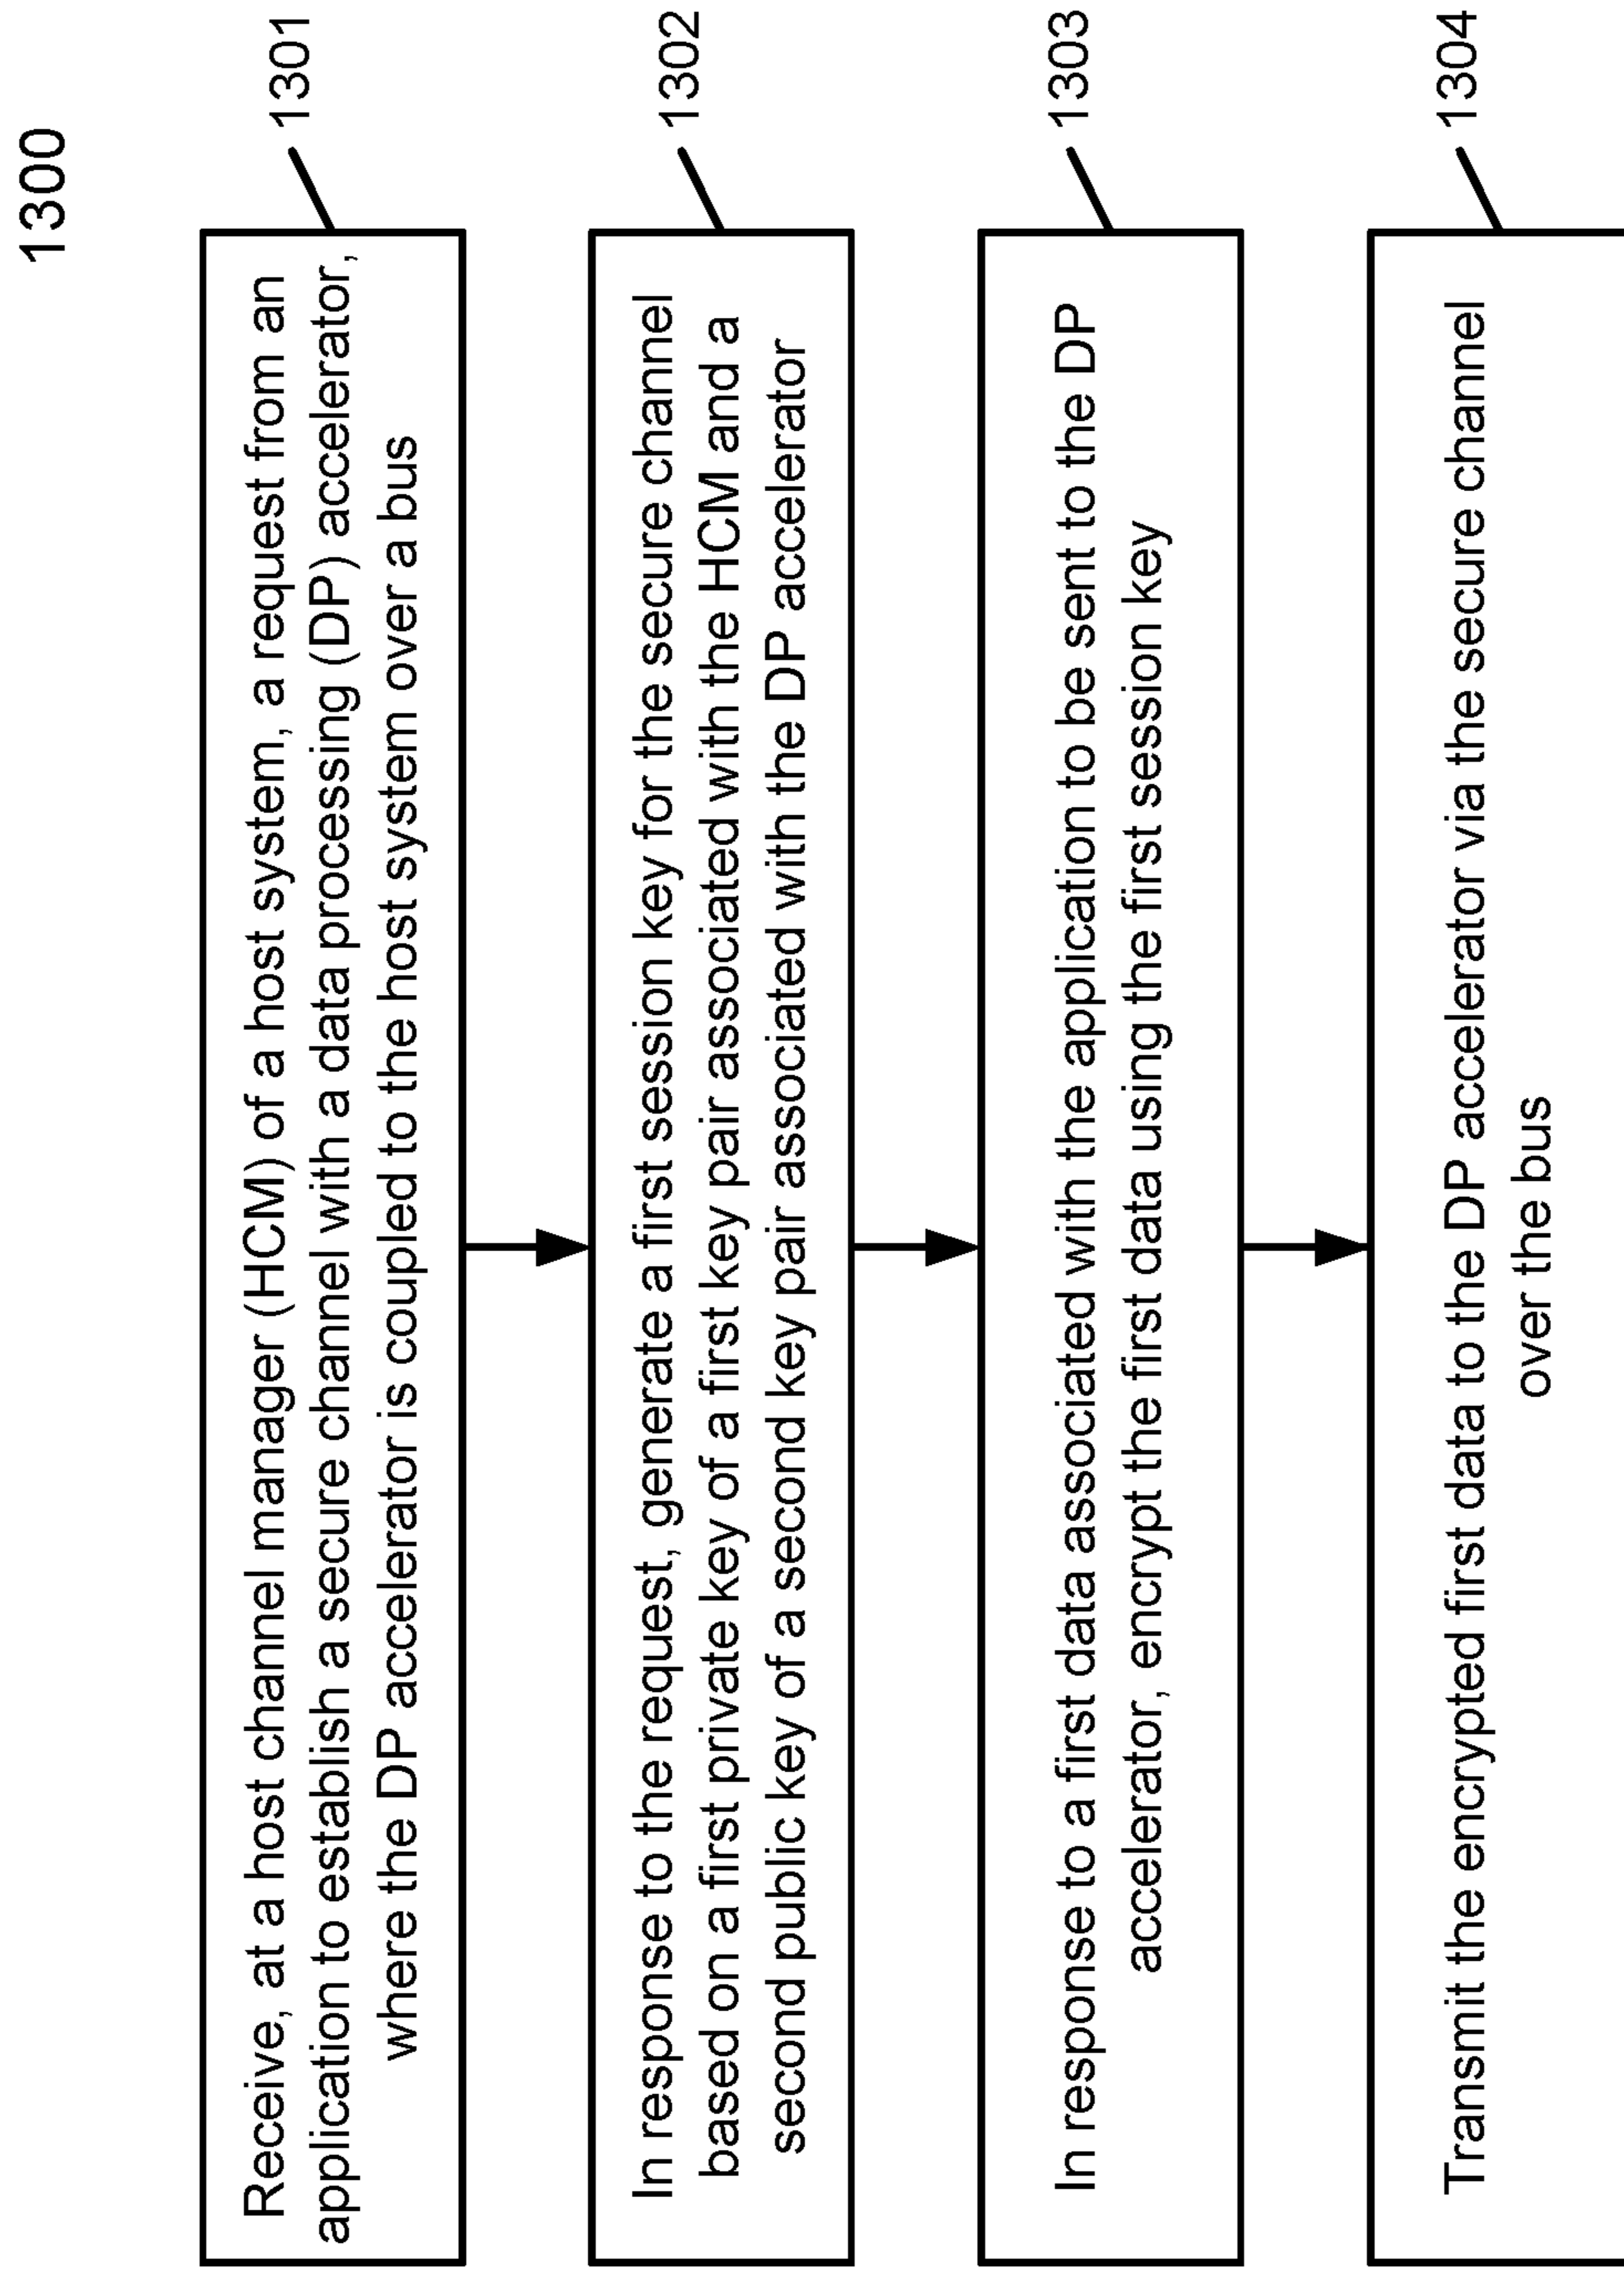 1300
Receive, at a host channel manager (HCM) of a host system, a request from an
application to establish a secure channel with a data processing (DP) accelerator,
where the DP accelerator is coupled to the host system over a bus
1301
In response to the request, generate a first session key for the secure channel
based on a first private key of a first key pair associated with the HCM and a
second public key of a second key pair associated with the DP accelerator
1302
In response to a first data associated with the application to be sent to the DP
accelerator, encrypt the first data using the first session key
1303
Transmit the encrypted first data to the DP accelerator via the secure channel
over the bus
1304